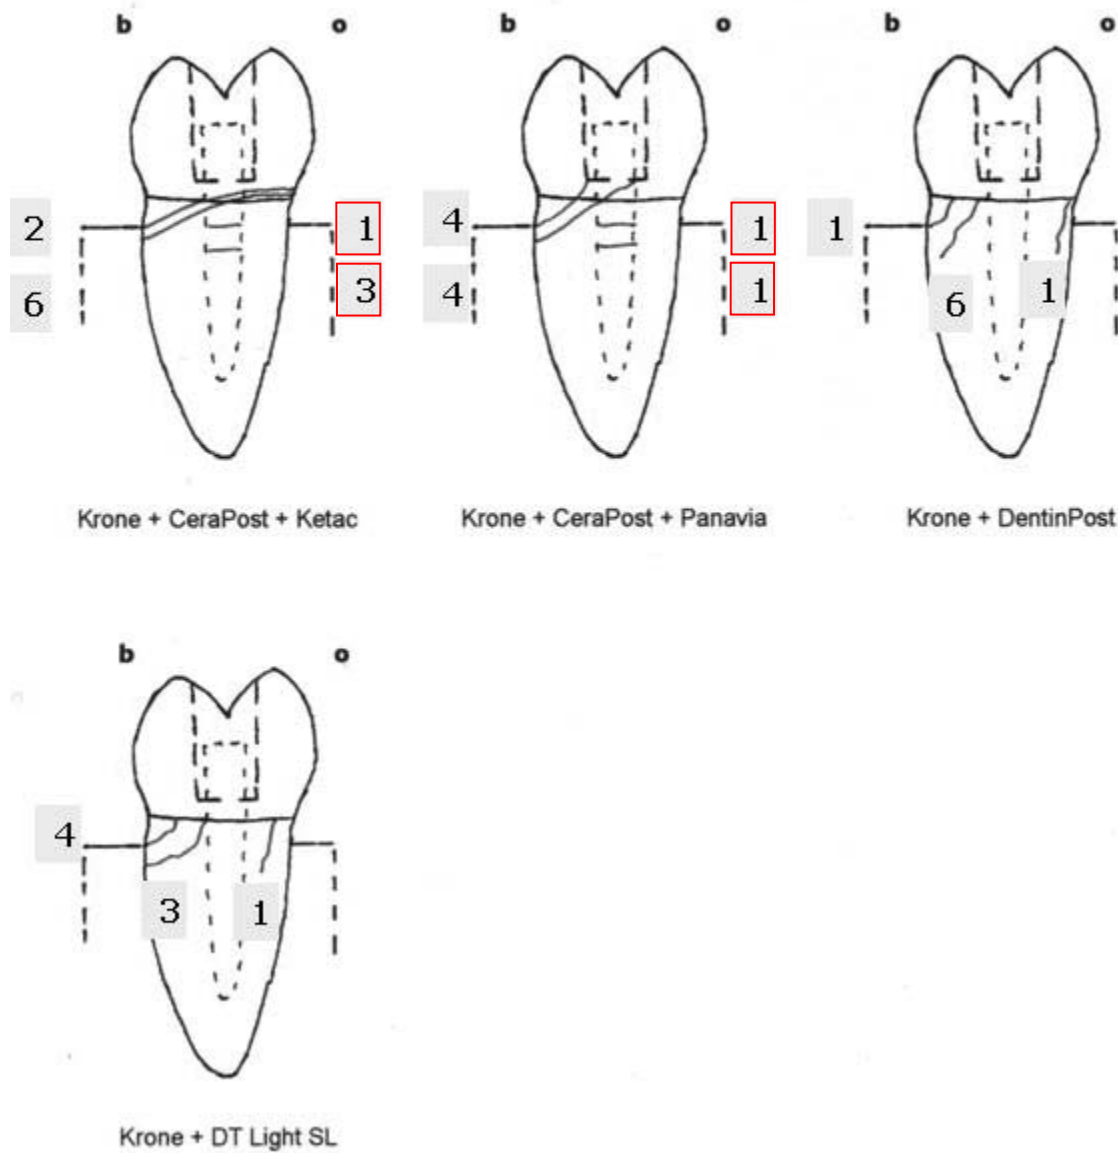 b o b o b o
2 1 4 1 1
6 3 4 1 6 1
Krone + CeraPost + Ketac Krone + CeraPost + Panavia Krone + DentinPost
b o
4
3 1
Krone + DT Light SL